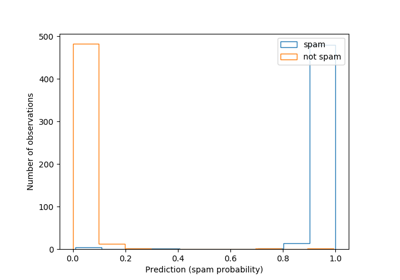 500
400
300
200
100
0
Number of observations
spam
not spam
0.0 0.2 0.4 0.6 0.8 1.0
Prediction (spam probability)